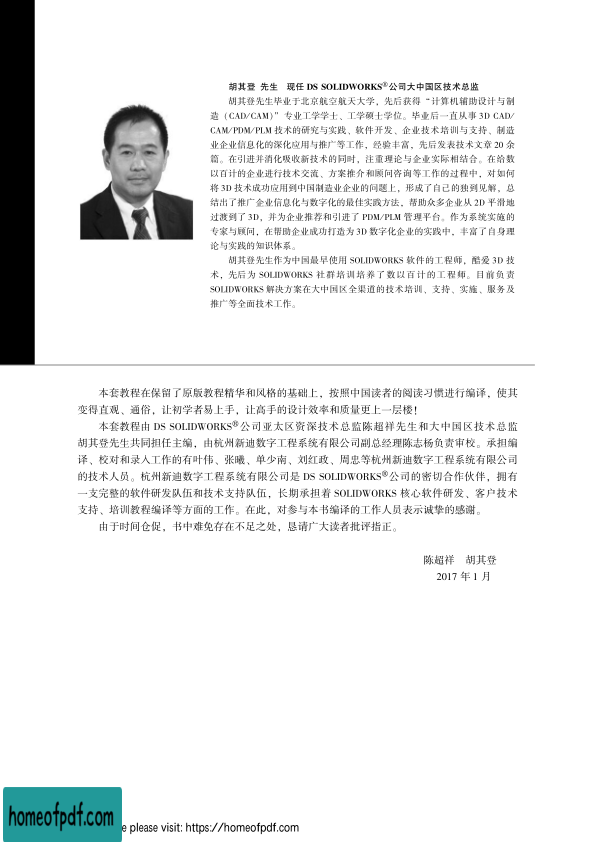 胡其登 先生 现任 DS SOLIDWORKS®公司大中国区技术总监
胡其登先生毕业于北京航空航天大学，先后获得“计算机辅助设计与制
造（CAD/CAM）”专业工学学士、工学硕士学位。毕业后一直从事 3D CAD/
CAM/PDM/PLM 技术的研究与实践、软件开发、企业技术培训与支持、制造
业企业信息化的深化应用与推广等工作，经验丰富，先后发表技术文章 20 余
篇。在引进并消化吸收新技术的同时，注重理论与企业实际相结合。在给数
以百计的企业进行技术交流、方案推介和顾问咨询等工作的过程中，对如何
将 3D 技术成功应用到中国制造业企业的问题上，形成了自己的独到见解，总
结出了推广企业信息化与数字化的最佳实践方法，帮助众多企业从 2D 平滑地
过渡到了 3D，并为企业推荐和引进了 PDM/PLM 管理平台。作为系统实施的
专家与顾问，在帮助企业成功打造为 3D 数字化企业的实践中，丰富了自身理
论与实践的知识体系。
胡其登先生作为中国最早使用 SOLIDWORKS 软件的工程师，酷爱 3D 技
术，先后为 SOLIDWORKS 社群培训培养了数以百计的工程师。目前负责
SOLIDWORKS 解决方案在大中国区全渠道的技术培训、支持、实施、服务及
推广等全面技术工作。
本套教程在保留了原版教程精华和风格的基础上，按照中国读者的阅读习惯进行编译，使其
变得直观、通俗，让初学者易上手，让高手的设计效率和质量更上一层楼！
本套教程由 DS SOLIDWORKS®公司亚太区资深技术总监陈超祥先生和大中国区技术总监
胡其登先生共同担任主编，由杭州新迪数字工程系统有限公司副总经理陈志杨负责审校。承担编
译、校对和录入工作的有叶伟、张曦、单少南、刘红政、周忠等杭州新迪数字工程系统有限公司
的技术人员。杭州新迪数字工程系统有限公司是 DS SOLIDWORKS®公司的密切合作伙伴，拥有
一支完整的软件研发队伍和技术支持队伍，长期承担着 SOLIDWORKS 核心软件研发、客户技术
支持、培训教程编译等方面的工作。在此，对参与本书编译的工作人员表示诚挚的感谢。
由于时间仓促，书中难免存在不足之处，恳请广大读者批评指正。
陈超祥 胡其登
2017 年 1 月
homeofpdf.com
e please visit: https://homeofpdf.com